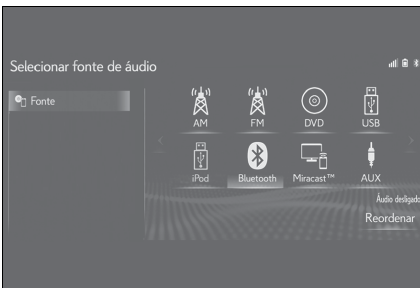 Selecionar fonte de áudio
Fonte
AM
FM
DVD
USB
iPod
Bluetooth
Miracast™
AUX
Áudio desligado
Reordenar